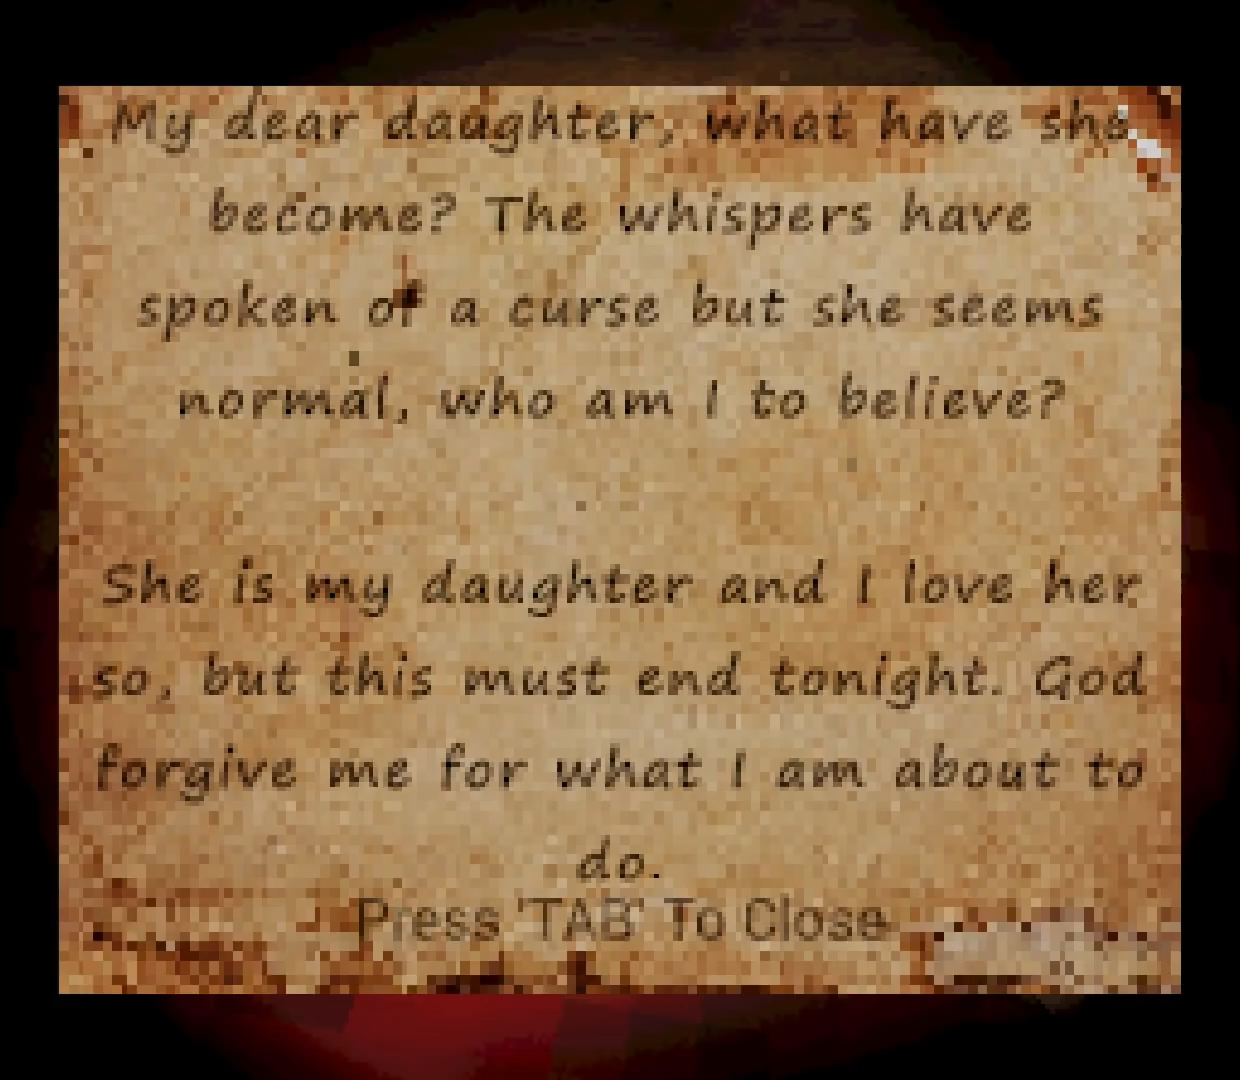 My dear daughter, what have she
become? The whispers have
spoken of a curse but she seems
normal, who am I to believe?
She is my daughter and I love her
so, but this must end tonight. God
forgive me for what I am about to
do.
Press 'TAB' To Close